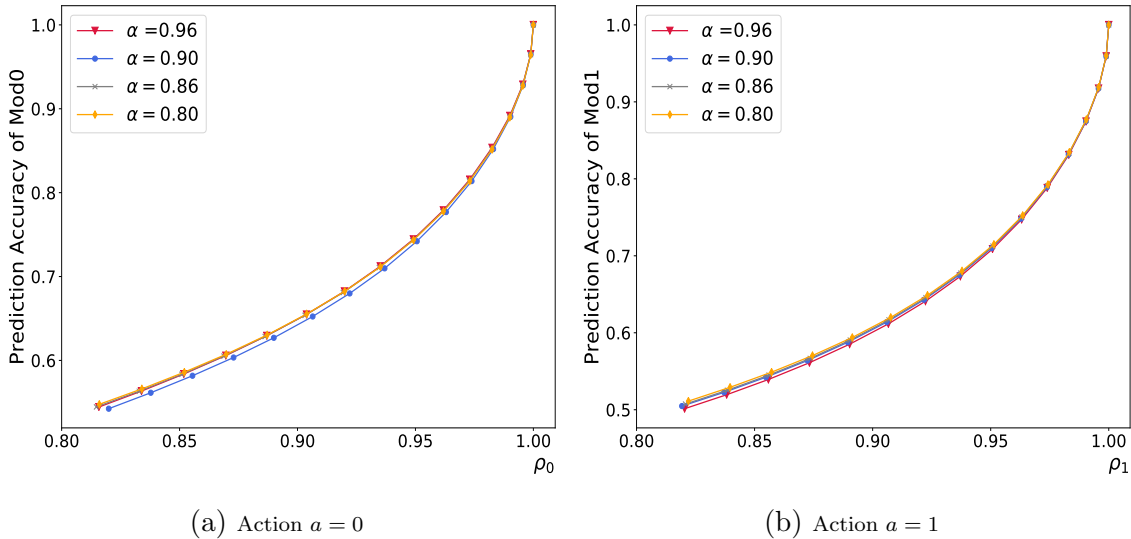 Prediction Accuracy of Mod0
1.0
0.9
0.8
0.7
0.6
0.80
0.85
0.90
0.95
1.00
ρ₀
α =0.96
α =0.90
α =0.86
α =0.80
(a) Action a = 0
Prediction Accuracy of Mod1
1.0
0.9
0.8
0.7
0.6
0.5
0.80
0.85
0.90
0.95
1.00
ρ₁
α =0.96
α =0.90
α =0.86
α =0.80
(b) Action a = 1